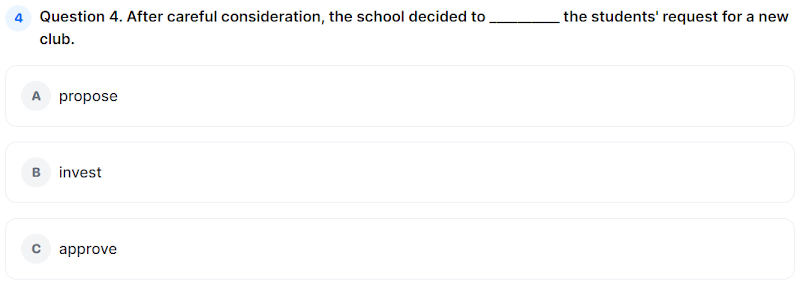 4 Question 4. After careful consideration, the school decided to __________ the students' request for a new
club.
A propose
B invest
C approve